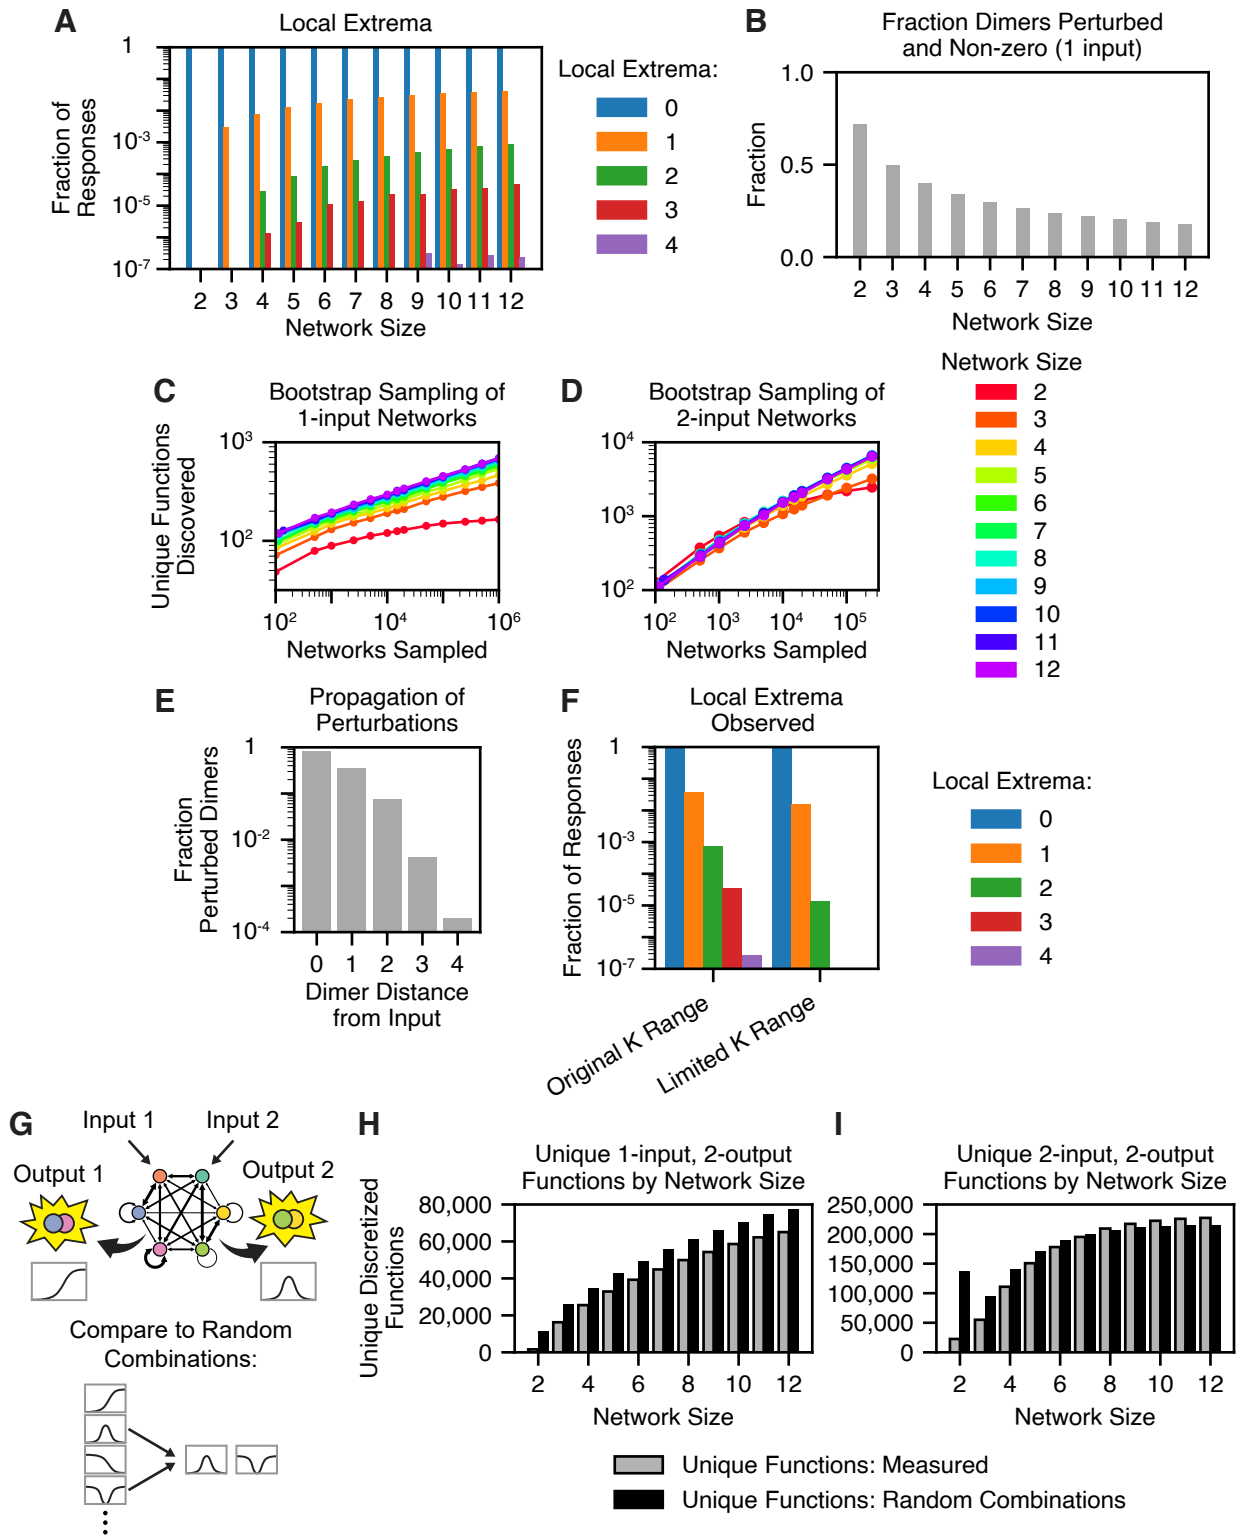 A
Local Extrema
Fraction of
Responses
1
10-3
10-5
10-7
2 3 4 5 6 7 8 9 10 11 12
Network Size
Local Extrema:
0
1
2
3
4
B
Fraction Dimers Perturbed
and Non-zero (1 input)
Fraction
1.0
0.5
0.0
2 3 4 5 6 7 8 9 10 11 12
Network Size
C
Bootstrap Sampling of
1-input Networks
Unique Functions
Discovered
10³
10²
10² 10⁴ 10⁶
Networks Sampled
D
Bootstrap Sampling of
2-input Networks
10⁴
10³
10²
10² 10³ 10⁴ 10⁵
Networks Sampled
Network Size
2
3
4
5
6
7
8
9
10
11
12
E
Propagation of
Perturbations
Fraction
Perturbed Dimers
1
10-2
10-4
0 1 2 3 4
Dimer Distance
from Input
F
Local Extrema
Observed
Fraction of Responses
1
10-3
10-5
10-7
Original K Range
Limited K Range
Local Extrema:
0
1
2
3
4
G
Input 1 Input 2
Output 1
Output 2
Compare to Random
Combinations:
H
Unique 1-input, 2-output
Functions by Network Size
Unique Discretized
Functions
80,000
60,000
40,000
20,000
0
2 4 6 8 10 12
Network Size
I
Unique 2-input, 2-output
Functions by Network Size
250,000
200,000
150,000
100,000
50,000
0
2 4 6 8 10 12
Network Size
Unique Functions: Measured
Unique Functions: Random Combinations